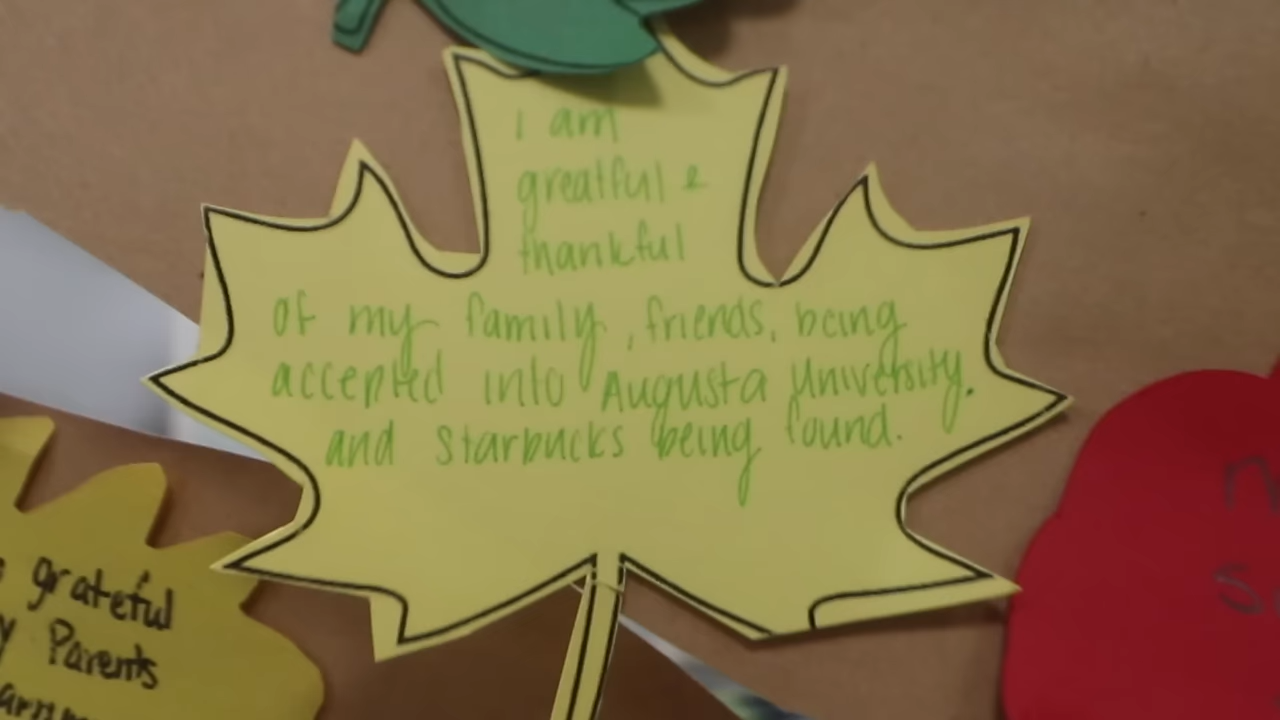 I am
greatful &
thankful
of my family, friends, being
accepted into Augusta University.
and Starbucks being found.
grateful
Parents